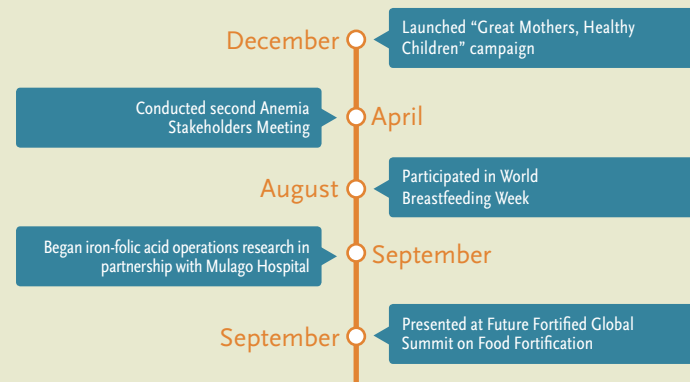 December
Launched “Great Mothers, Healthy
Children” campaign
Conducted second Anemia
Stakeholders Meeting
April
August
Participated in World
Breastfeeding Week
Began iron-folic acid operations research in
partnership with Mulago Hospital
September
September
Presented at Future Fortified Global
Summit on Food Fortification